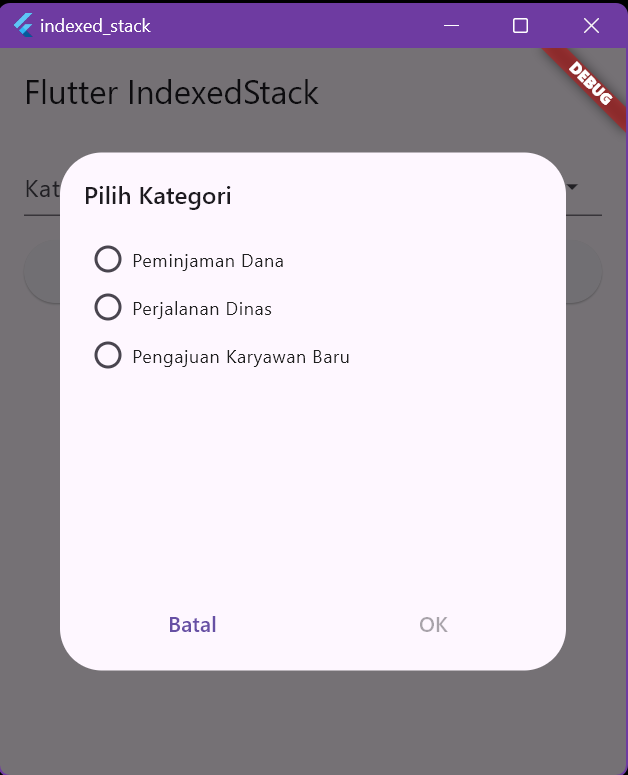 indexed_stack
Flutter IndexedStack
DEBUG
Kat
Pilih Kategori
Peminjaman Dana
Perjalanan Dinas
Pengajuan Karyawan Baru
Batal
OK